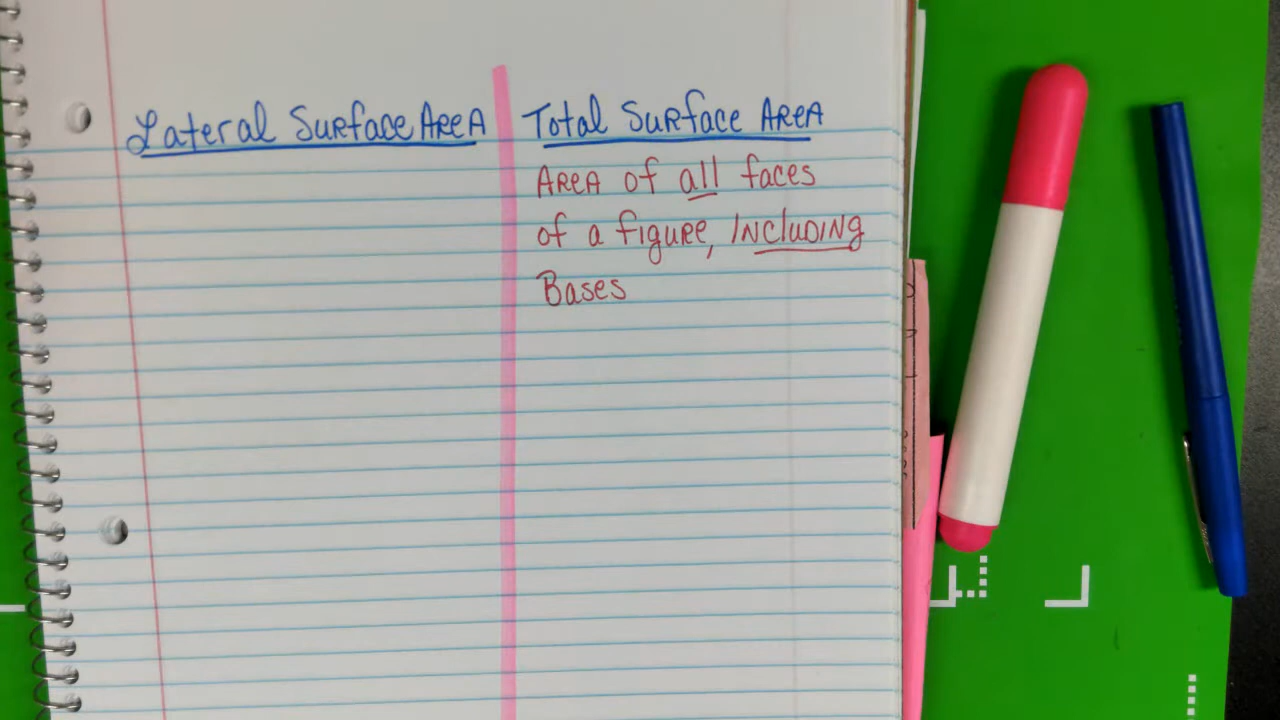 Lateral Surface Area
Total Surface Area
Area of all faces
of a figure, including
Bases